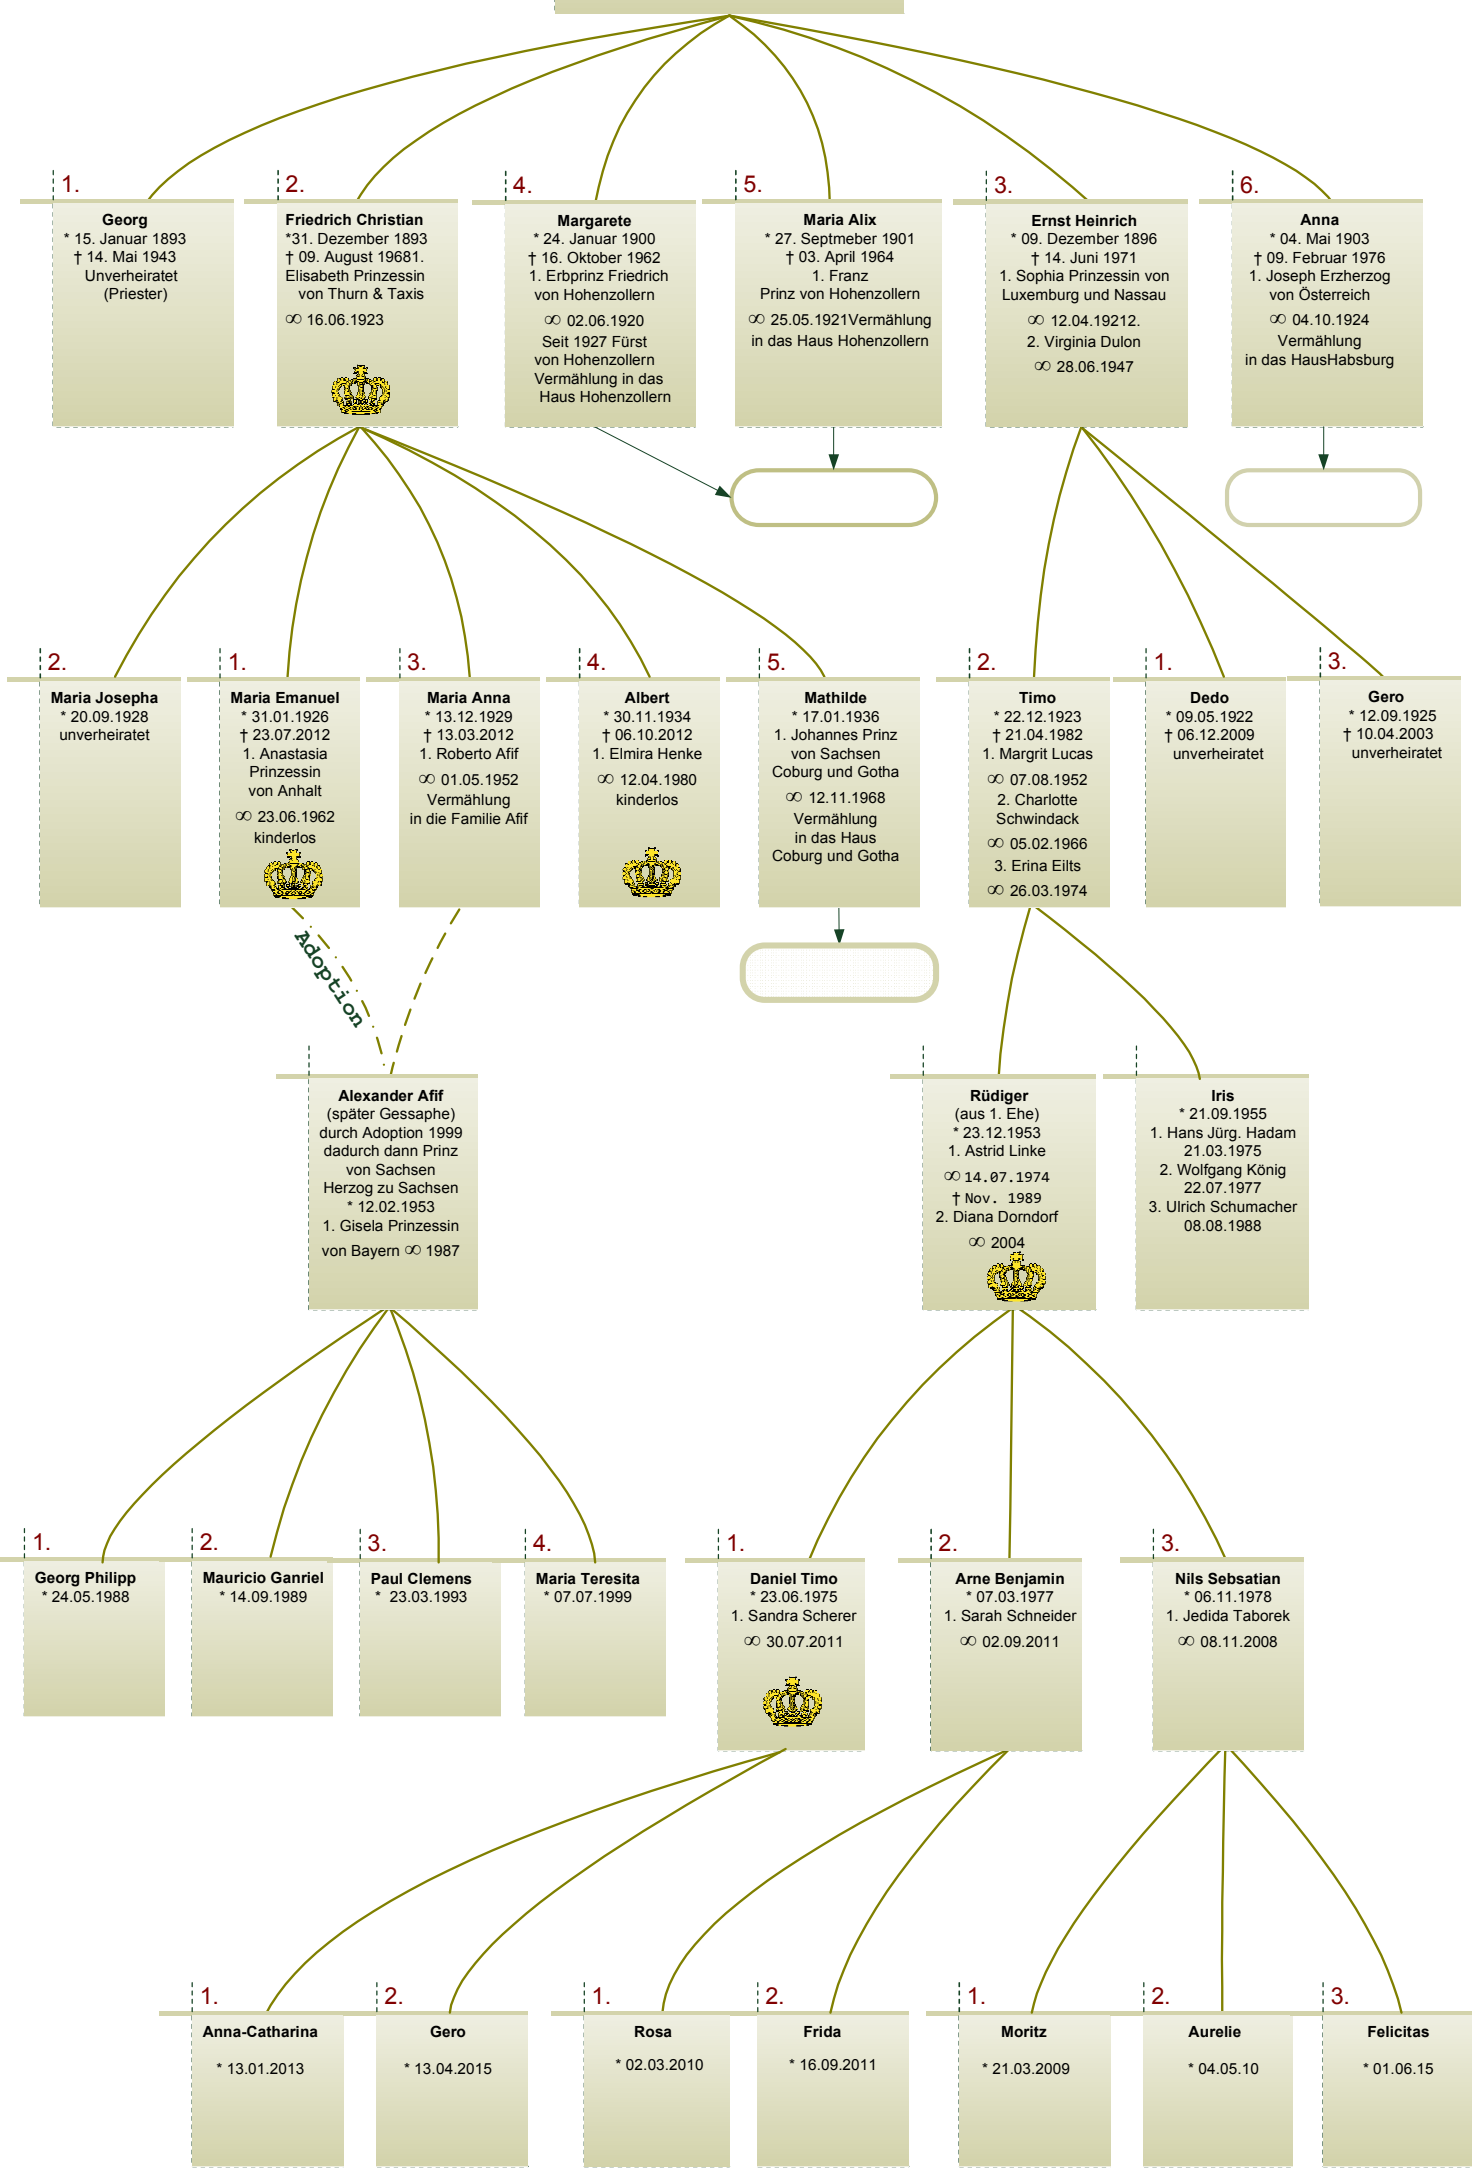 1.
Georg
* 15. Januar 1893
† 14. Mai 1943
Unverheiratet
(Priester)
2.
Friedrich Christian
*31. Dezember 1893
† 09. August 19681.
Elisabeth Prinzessin
von Thurn & Taxis
∞ 16.06.1923
4.
Margarete
* 24. Januar 1900
† 16. Oktober 1962
1. Erbprinz Friedrich
von Hohenzollern
∞ 02.06.1920
Seit 1927 Fürst
von Hohenzollern
Vermählung in das
Haus Hohenzollern
5.
Maria Alix
* 27. Septmeber 1901
† 03. April 1964
1. Franz
Prinz von Hohenzollern
∞ 25.05.1921Vermählung
in das Haus Hohenzollern
3.
Ernst Heinrich
* 09. Dezember 1896
† 14. Juni 1971
1. Sophia Prinzessin von
Luxemburg und Nassau
∞ 12.04.19212.
2. Virginia Dulon
∞ 28.06.1947
6.
Anna
* 04. Mai 1903
† 09. Februar 1976
1. Joseph Erzherzog
von Österreich
∞ 04.10.1924
Vermählung
in das HausHabsburg
2.
Maria Josepha
* 20.09.1928
unverheiratet
1.
Maria Emanuel
* 31.01.1926
† 23.07.2012
1. Anastasia
Prinzessin
von Anhalt
∞ 23.06.1962
kinderlos
3.
Maria Anna
* 13.12.1929
† 13.03.2012
1. Roberto Afif
∞ 01.05.1952
Vermählung
in die Familie Afif
4.
Albert
* 30.11.1934
† 06.10.2012
1. Elmira Henke
∞ 12.04.1980
kinderlos
5.
Mathilde
* 17.01.1936
1. Johannes Prinz
von Sachsen
Coburg und Gotha
∞ 12.11.1968
Vermählung
in das Haus
Coburg und Gotha
2.
Timo
* 22.12.1923
† 21.04.1982
1. Margrit Lucas
∞ 07.08.1952
2. Charlotte
Schwindack
∞ 05.02.1966
3. Erina Eilts
∞ 26.03.1974
1.
Dedo
* 09.05.1922
† 06.12.2009
unverheiratet
3.
Gero
* 12.09.1925
† 10.04.2003
unverheiratet
Adoption
Alexander Afif
(später Gessaphe)
durch Adoption 1999
dadurch dann Prinz
von Sachsen
Herzog zu Sachsen
* 12.02.1953
1. Gisela Prinzessin
von Bayern ∞ 1987
Rüdiger
(aus 1. Ehe)
* 23.12.1953
1. Astrid Linke
∞ 14.07.1974
† Nov. 1989
2. Diana Dorndorf
∞ 2004
Iris
* 21.09.1955
1. Hans Jürg. Hadam
21.03.1975
2. Wolfgang König
22.07.1977
3. Ulrich Schumacher
08.08.1988
1.
Georg Philipp
* 24.05.1988
2.
Mauricio Ganriel
* 14.09.1989
3.
Paul Clemens
* 23.03.1993
4.
Maria Teresita
* 07.07.1999
1.
Daniel Timo
* 23.06.1975
1. Sandra Scherer
∞ 30.07.2011
2.
Arne Benjamin
* 07.03.1977
1. Sarah Schneider
∞ 02.09.2011
3.
Nils Sebsatian
* 06.11.1978
1. Jedida Taborek
∞ 08.11.2008
1.
Anna-Catharina
* 13.01.2013
2.
Gero
* 13.04.2015
1.
Rosa
* 02.03.2010
2.
Frida
* 16.09.2011
1.
Moritz
* 21.03.2009
2.
Aurelie
* 04.05.10
3.
Felicitas
* 01.06.15